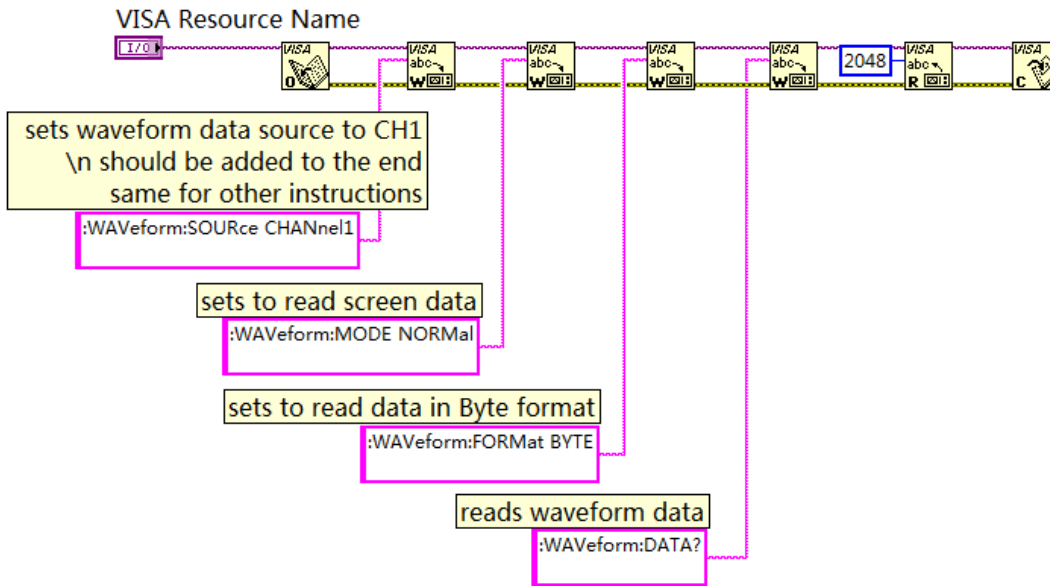 VISA Resource Name
I/O
VISA
O
VISA
abc
W
VISA
abc
W
VISA
abc
W
VISA
abc
W
2048
VISA
abc
R
VISA
C
sets waveform data source to CH1
\n should be added to the end
same for other instructions
:WAVeform:SOURce CHANnel1
sets to read screen data
:WAVeform:MODE NORMal
sets to read data in Byte format
:WAVeform:FORMat BYTE
reads waveform data
:WAVeform:DATA?